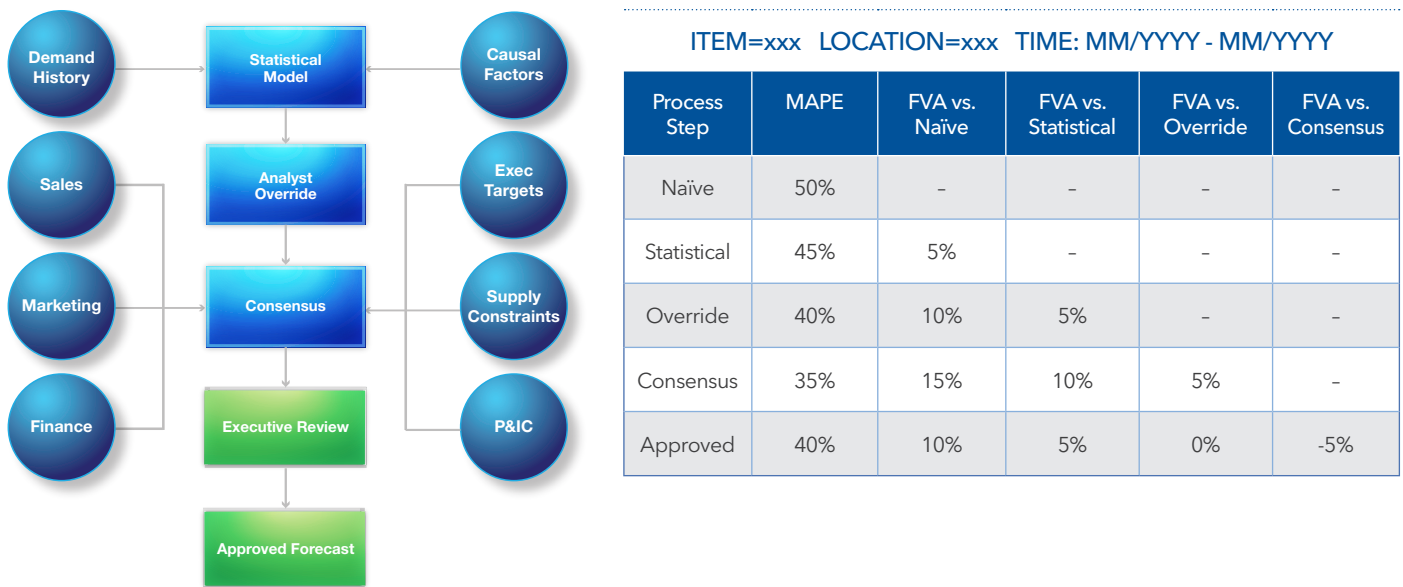 Demand
History
Statistical
Model
Causal
Factors
Sales
Analyst
Override
Exec
Targets
Marketing
Consensus
Supply
Constraints
Finance
Executive Review
P&IC
Approved Forecast
ITEM=xxx LOCATION=xxx TIME: MM/YYYY - MM/YYYY
Process
Step
MAPE
FVA vs.
Naïve
FVA vs.
Statistical
FVA vs.
Override
FVA vs.
Consensus
Naïve 50% – – – –
Statistical 45% 5% – – –
Override 40% 10% 5% – –
Consensus 35% 15% 10% 5% –
Approved 40% 10% 5% 0% -5%